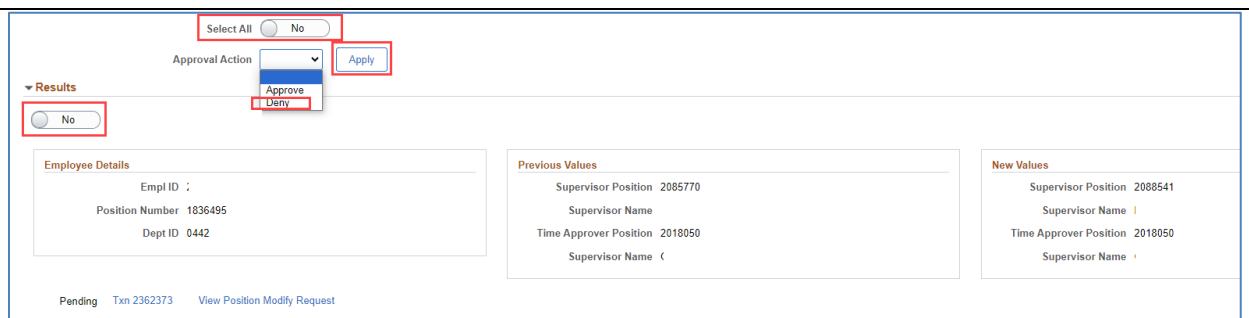 Select All No
Approval Action Apply
Approve
Deny
Results
No
Employee Details
Empl ID
Position Number 1836495
Dept ID 0442
Previous Values
Supervisor Position 2085770
Supervisor Name
Time Approver Position 2018050
Supervisor Name
New Values
Supervisor Position 2088541
Supervisor Name
Time Approver Position 2018050
Supervisor Name
Pending Txn 2362373 View Position Modify Request